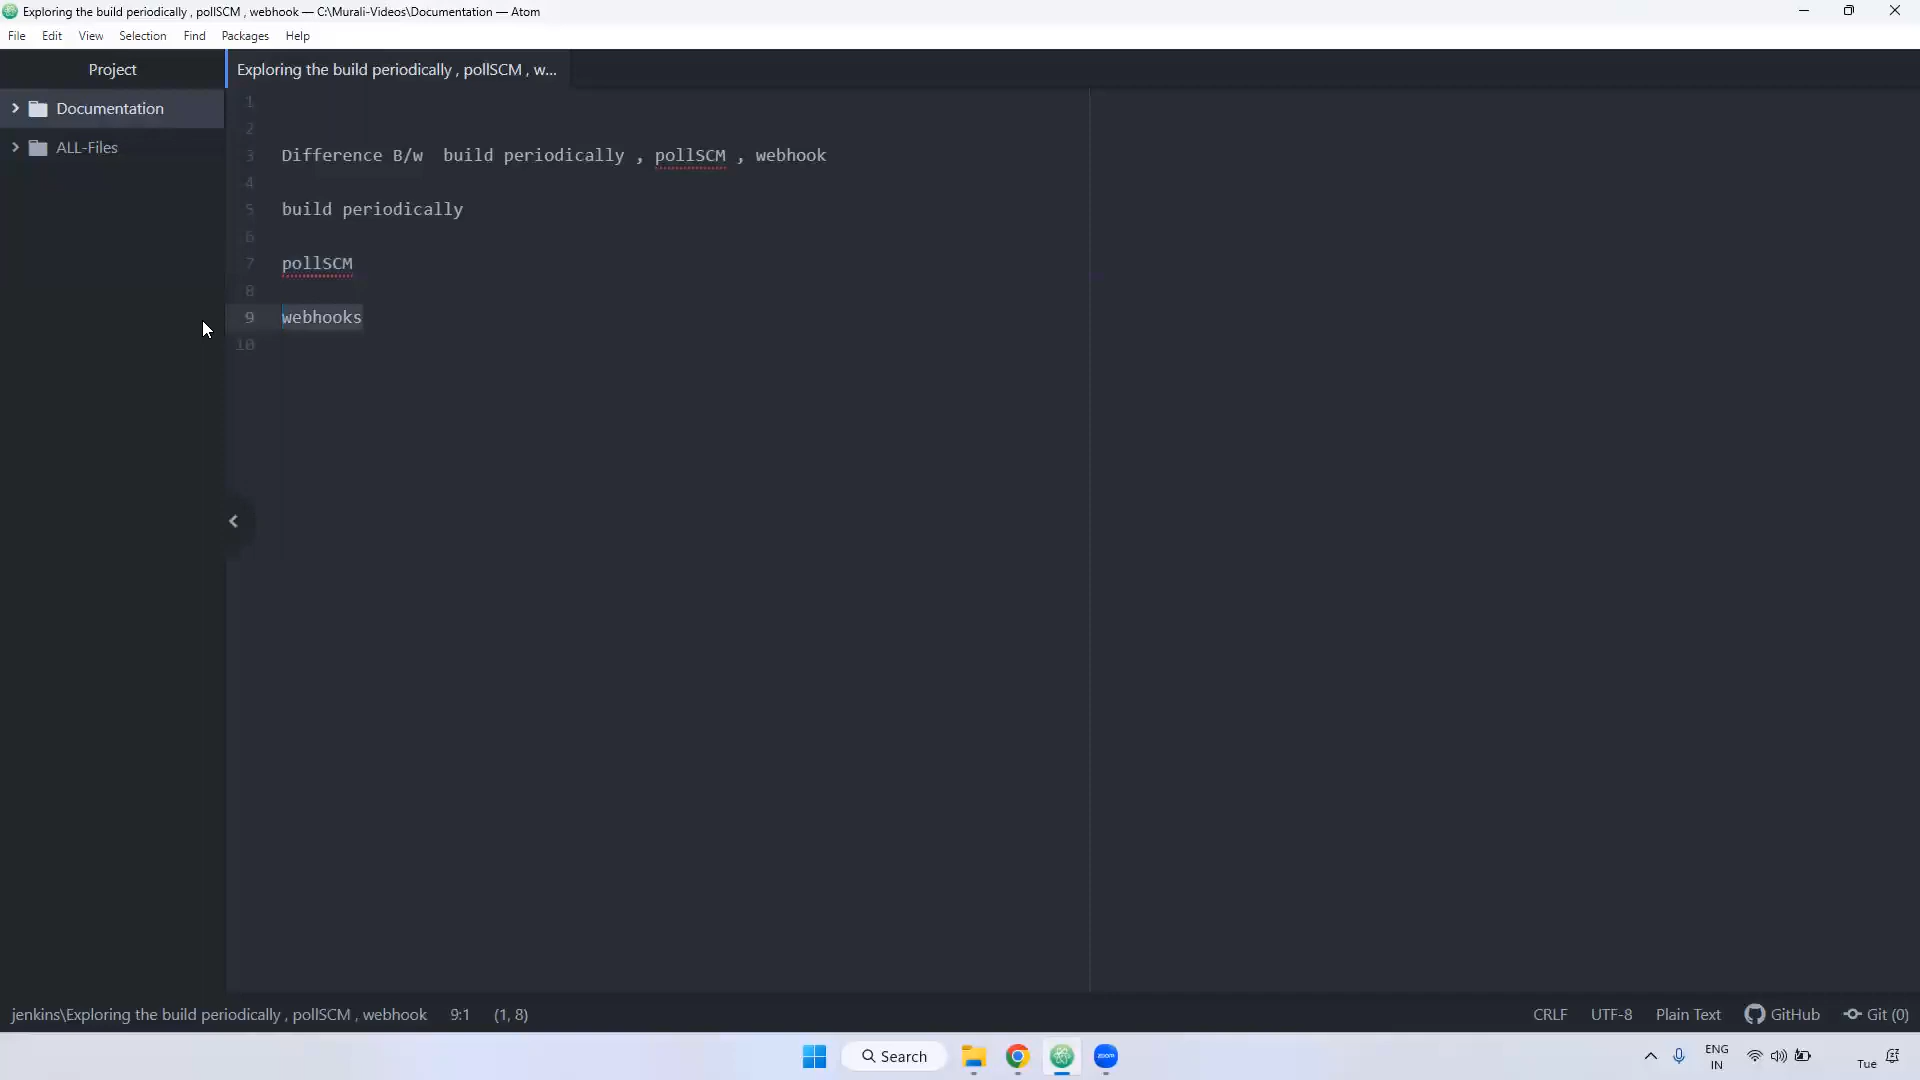 Exploring the build periodically , pollSCM , webhook — C:\Murali-Videos\Documentation — Atom
File Edit View Selection Find Packages Help
Project
Exploring the build periodically , pollSCM , w...
Documentation
ALL-Files
1
2
3 Difference B/w  build periodically , pollSCM , webhook
4
5 build periodically
6
7 pollSCM
8
9 webhooks
10
jenkins\Exploring the build periodically , pollSCM , webhook 9:1 (1, 8) CRLF UTF-8 Plain Text GitHub Git (0)
Search
zoom
ENG
IN
Tue